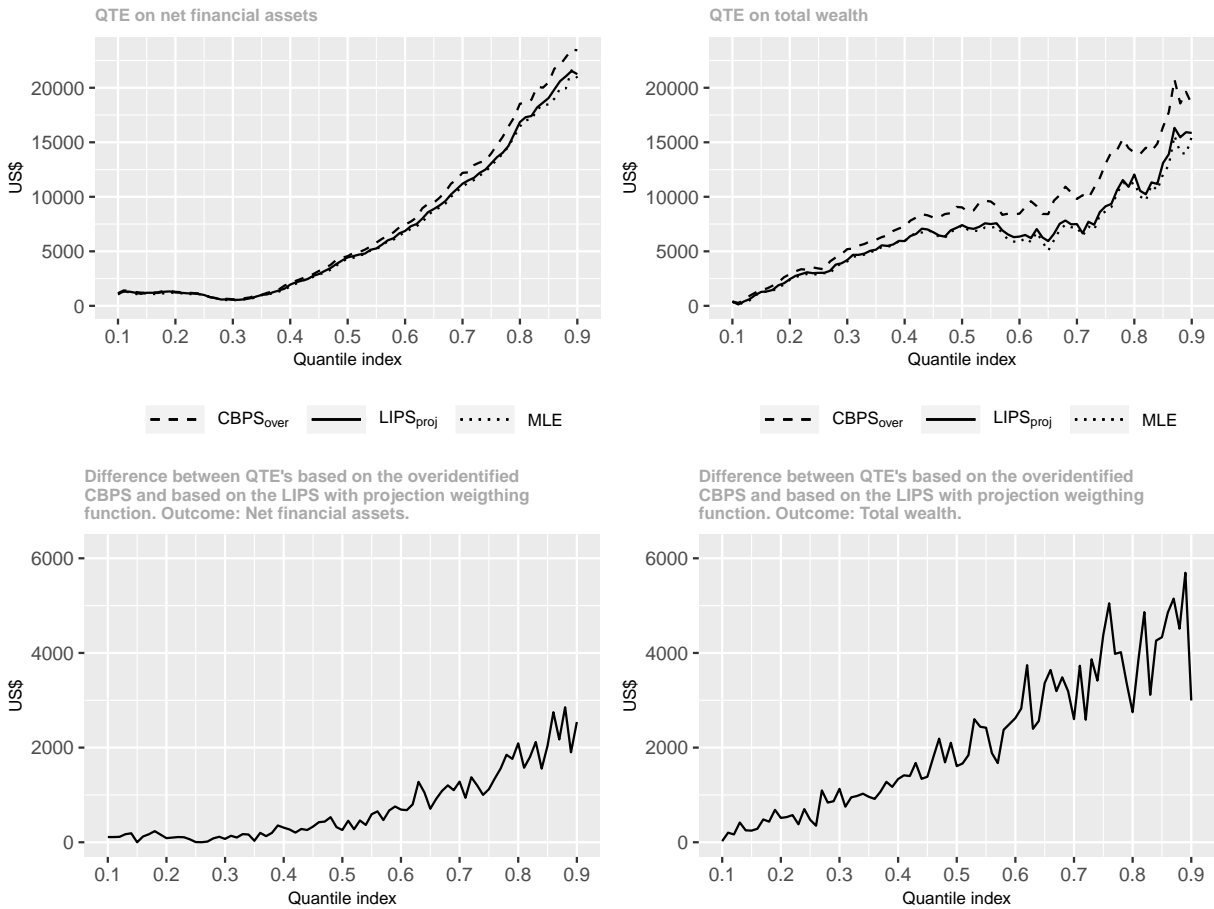 QTE on net financial assets
US$
20000
15000
10000
5000
0
0.1 0.2 0.3 0.4 0.5 0.6 0.7 0.8 0.9
Quantile index
CBPSover LIPSproj MLE
QTE on total wealth
US$
20000
15000
10000
5000
0
0.1 0.2 0.3 0.4 0.5 0.6 0.7 0.8 0.9
Quantile index
CBPSover LIPSproj MLE
Difference between QTE's based on the overidentified
CBPS and based on the LIPS with projection weigthing
function. Outcome: Net financial assets.
US$
6000
4000
2000
0
0.1 0.2 0.3 0.4 0.5 0.6 0.7 0.8 0.9
Quantile index
Difference between QTE's based on the overidentified
CBPS and based on the LIPS with projection weigthing
function. Outcome: Total wealth.
US$
6000
4000
2000
0
0.1 0.2 0.3 0.4 0.5 0.6 0.7 0.8 0.9
Quantile index